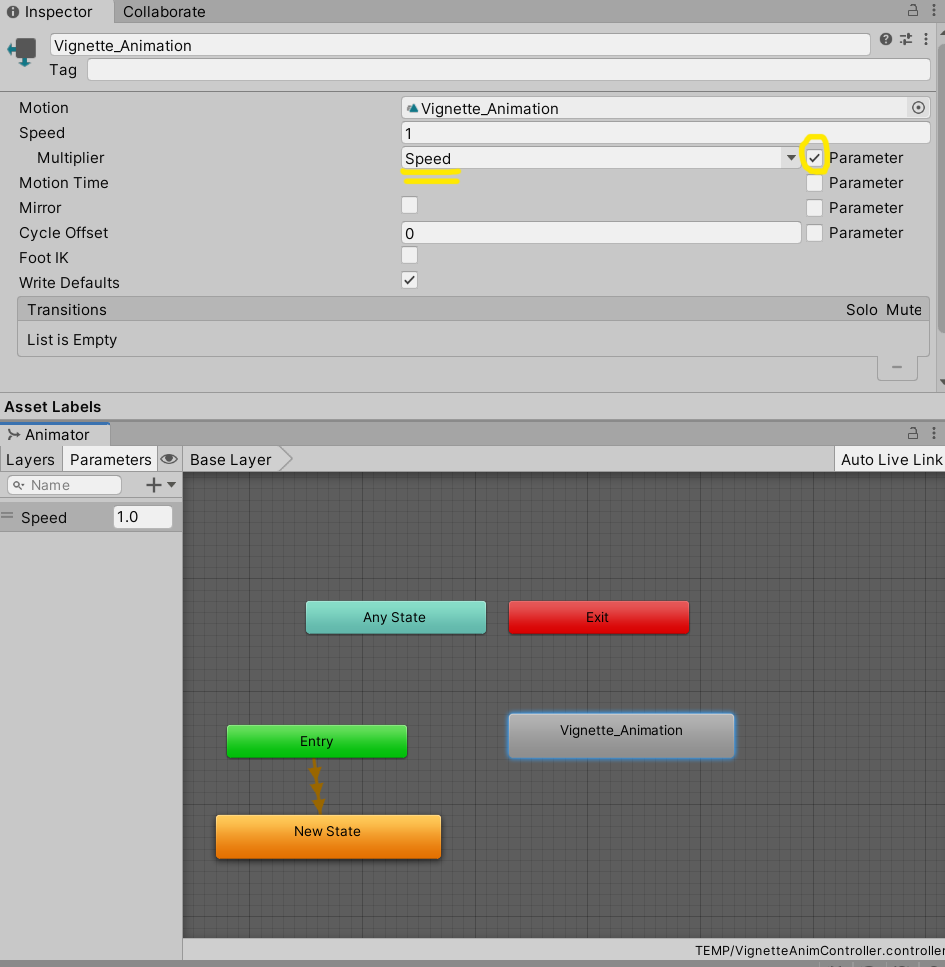 Inspector Collaborate
Vignette_Animation
Tag
Motion Vignette_Animation
Speed 1
Multiplier Speed Parameter
Motion Time Parameter
Mirror Parameter
Cycle Offset 0 Parameter
Foot IK
Write Defaults
Transitions Solo Mute
List is Empty
Asset Labels
Animator
Layers Parameters Base Layer Auto Live Link
Name
Speed 1.0
Any State Exit
Vignette_Animation
Entry
New State
TEMP/VignetteAnimController.controller